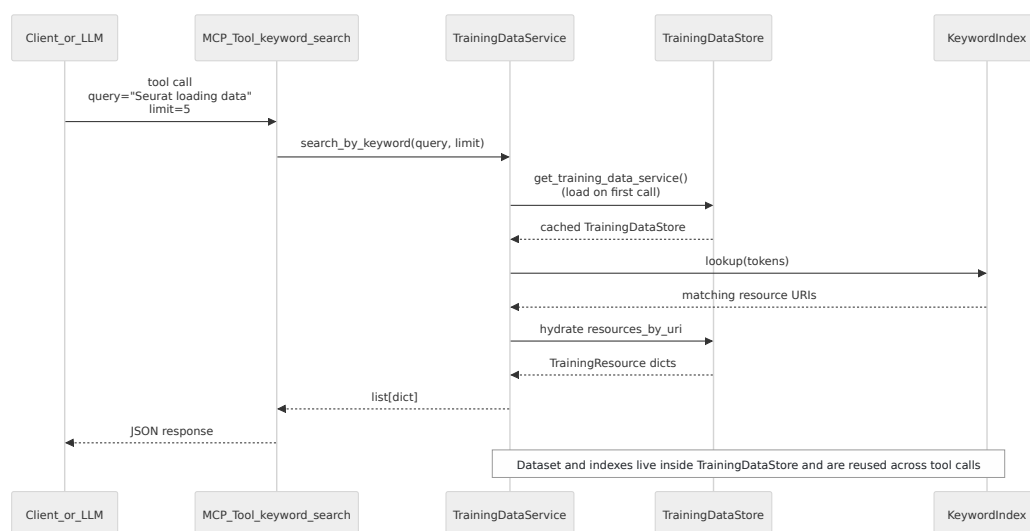 Client_or_LLM
MCP_Tool_keyword_search
TrainingDataService
TrainingDataStore
KeywordIndex
tool call
query="Seurat loading data"
limit=5
search_by_keyword(query, limit)
get_training_data_service()
(load on first call)
cached TrainingDataStore
lookup(tokens)
matching resource URIs
hydrate resources_by_uri
TrainingResource dicts
list[dict]
JSON response
Dataset and indexes live inside TrainingDataStore and are reused across tool calls
Client_or_LLM
MCP_Tool_keyword_search
TrainingDataService
TrainingDataStore
KeywordIndex